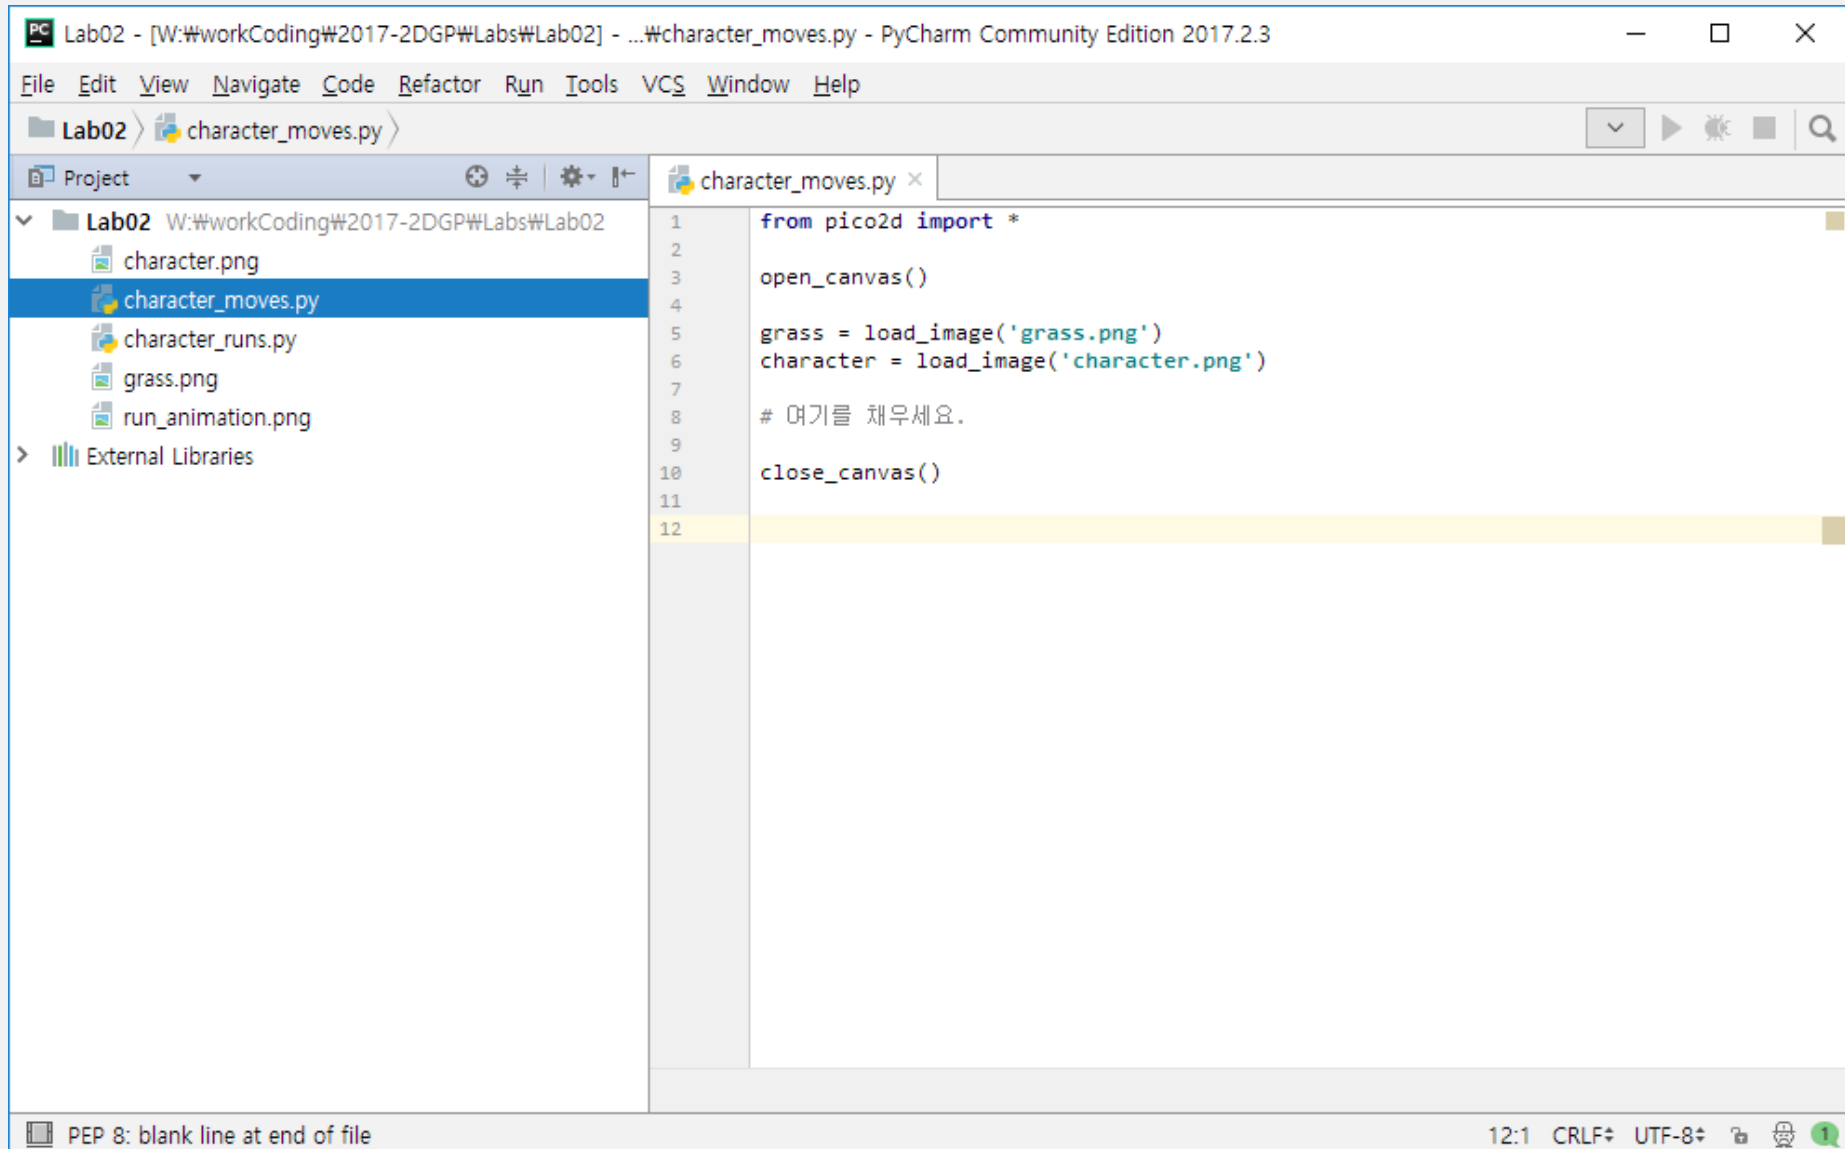 PC Lab02 - [W:₩workCoding₩2017-2DGP₩Labs₩Lab02] - ...₩character_moves.py - PyCharm Community Edition 2017.2.3
File Edit View Navigate Code Refactor Run Tools VCS Window Help
Lab02 character_moves.py
Project
character_moves.py
Lab02 W:₩workCoding₩2017-2DGP₩Labs₩Lab02
character.png
character_moves.py
character_runs.py
grass.png
run_animation.png
External Libraries
1 from pico2d import *
2
3 open_canvas()
4
5 grass = load_image('grass.png')
6 character = load_image('character.png')
7
8 # 여기를 채우세요.
9
10 close_canvas()
11
12
PEP 8: blank line at end of file
12:1 CRLF UTF-8 1